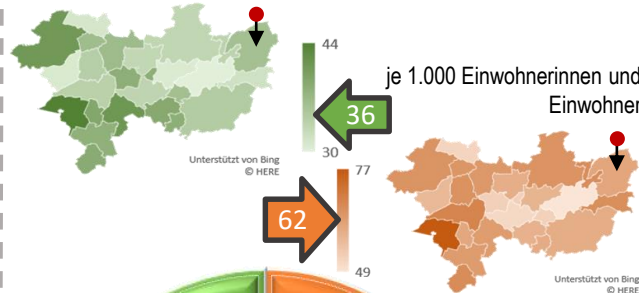 44
je 1.000 Einwohnerinnen und
Einwohner
36
30
Unterstützt von Bing
© HERE
77
62
49
Unterstützt von Bing
© HERE